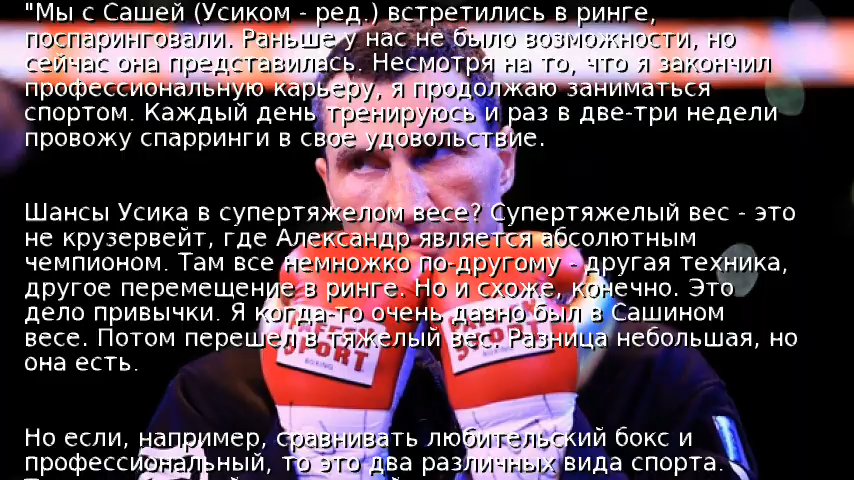 "Мы с Сашей (Усиком - ред.) встретились в ринге,
поспаринговали. Раньше у нас не было возможности, но
сейчас она представилась. Несмотря на то, что я закончил
профессиональную карьеру, я продолжаю заниматься
спортом. Каждый день тренируюсь и раз в две-три недели
провожу спарринги в свое удовольствие.
Шансы Усика в супертяжелом весе? Супертяжелый вес - это
не крузервейт, где Александр является абсолютным
чемпионом. Там все немножко по-другому - другая техника,
другое перемещение в ринге. Но и схоже, конечно. Это
дело привычки. Я когда-то очень давно был в Сашином
весе. Потом перешел в тяжелый вес. Разница небольшая, но
она есть.
SPORT
BOXING
SPORT
Но если, например, сравнивать любительский бокс и
профессиональный, то это два различных вида спорта.